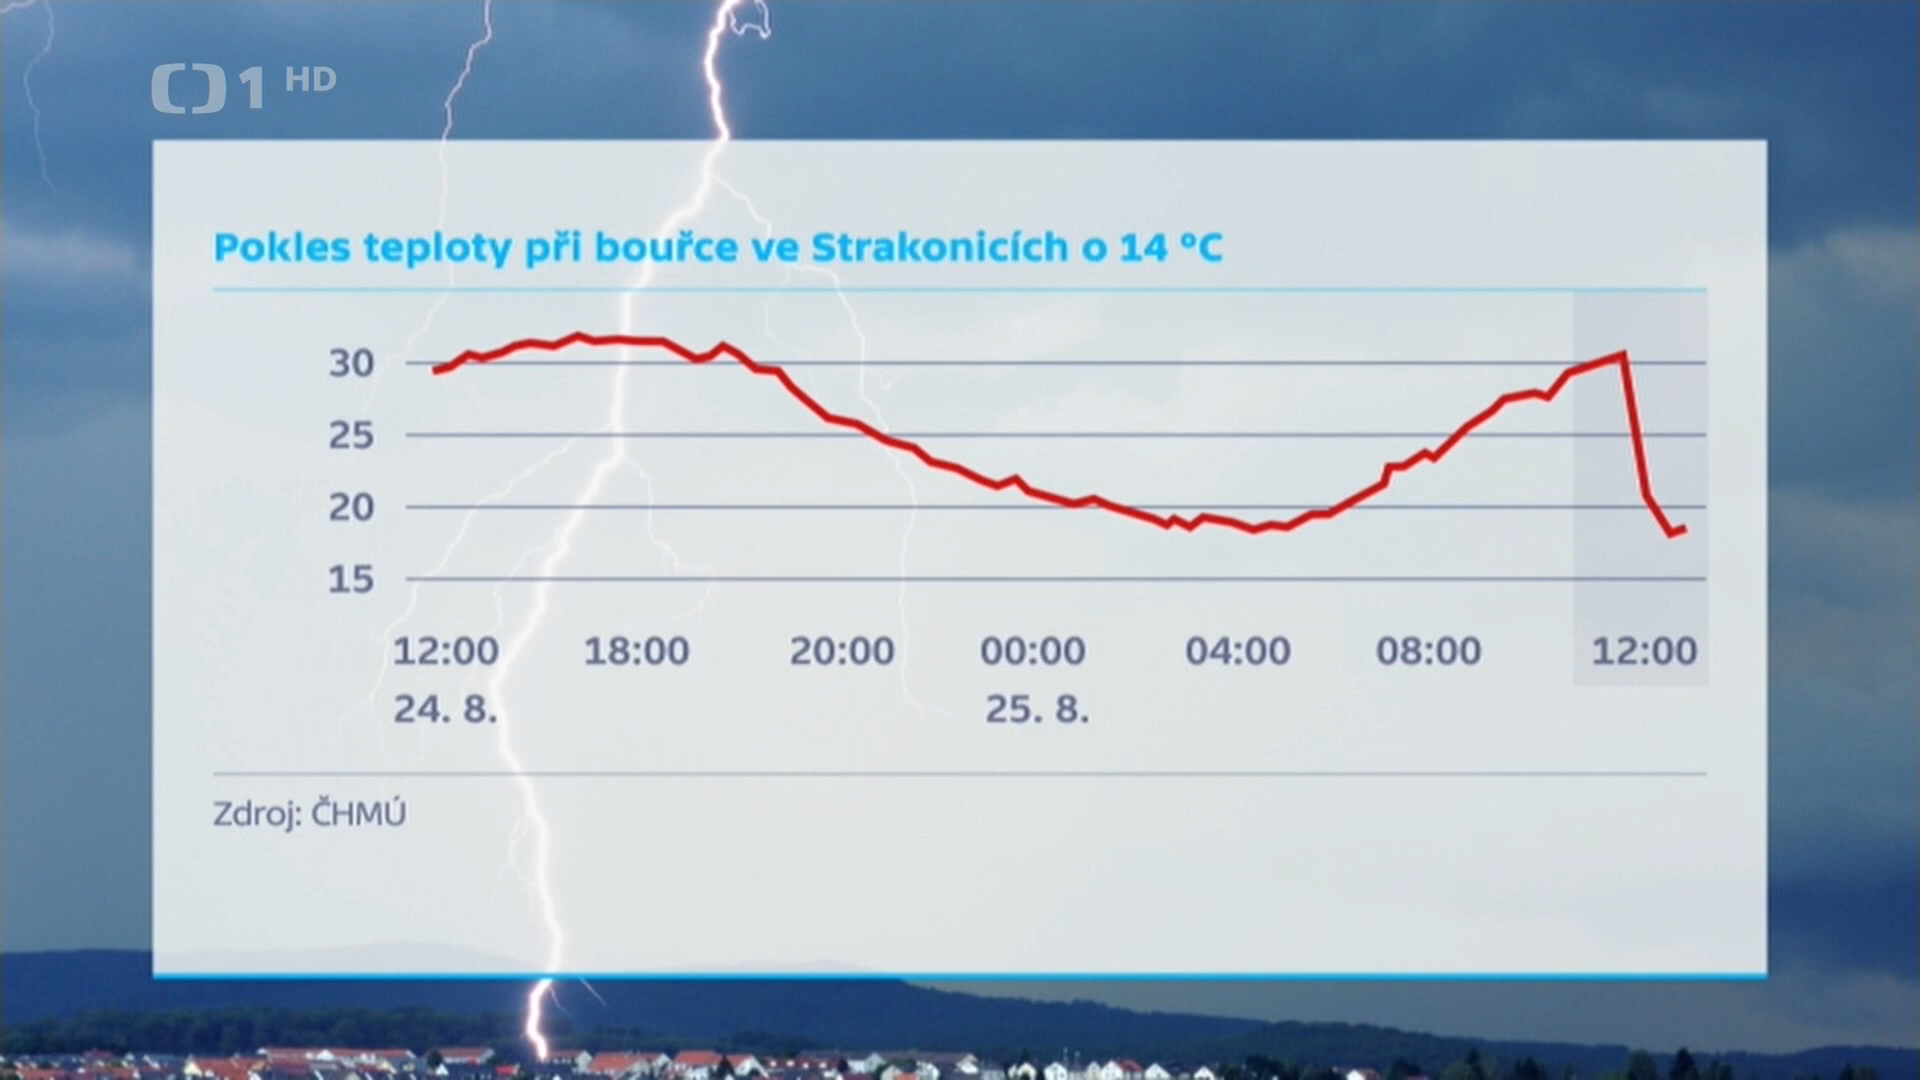 1 HD
Pokles teploty při bouřce ve Strakonicích o 14 °C
30
25
20
15
12:00 18:00 20:00 00:00 04:00 08:00 12:00
24. 8. 25. 8.
Zdroj: ČHMÚ